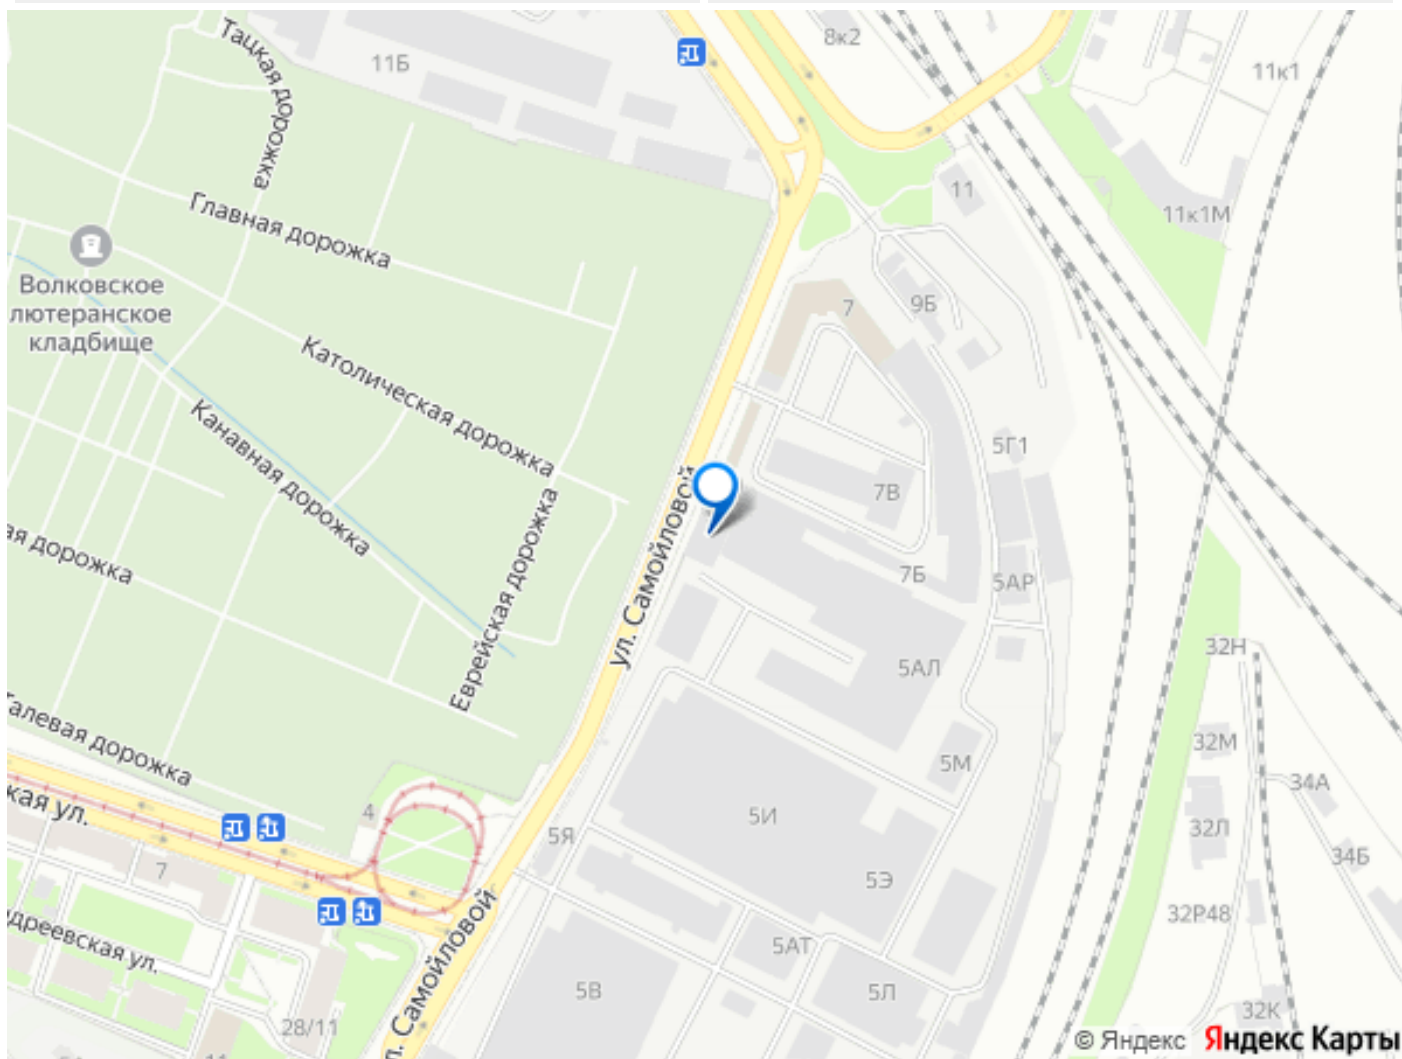 Тацкая дорожка
11Б
8к2
11к1
11
11к1М
Главная дорожка
Волковское
лютеранское
кладбище
7
9Б
Католическая дорожка
Канавная дорожка
5Г1
7В
ул. Самойловой
Еврейская дорожка
ая дорожка
7Б
5АР
32Н
5АЛ
алевая дорожка
32М
5М
34А
кая ул.
4
5И
32Л
5Я
34Б
7
5Э
32Р48
дреевская ул.
5АТ
л. Самойловой
5В
5Л
28/11
32К
© Яндекс Яндекс Карты